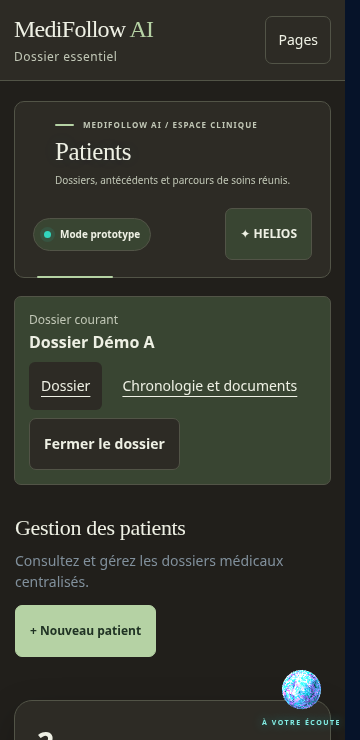 MediFollow AI
Dossier essentiel
Pages
MEDIFOLLOW AI / ESPACE CLINIQUE
Patients
Dossiers, antécédents et parcours de soins réunis.
Mode prototype
✦ HELIOS
Dossier courant
Dossier Démo A
Dossier
Chronologie et documents
Fermer le dossier
Gestion des patients
Consultez et gérez les dossiers médicaux
centralisés.
+ Nouveau patient
À VOTRE ÉCOUTE